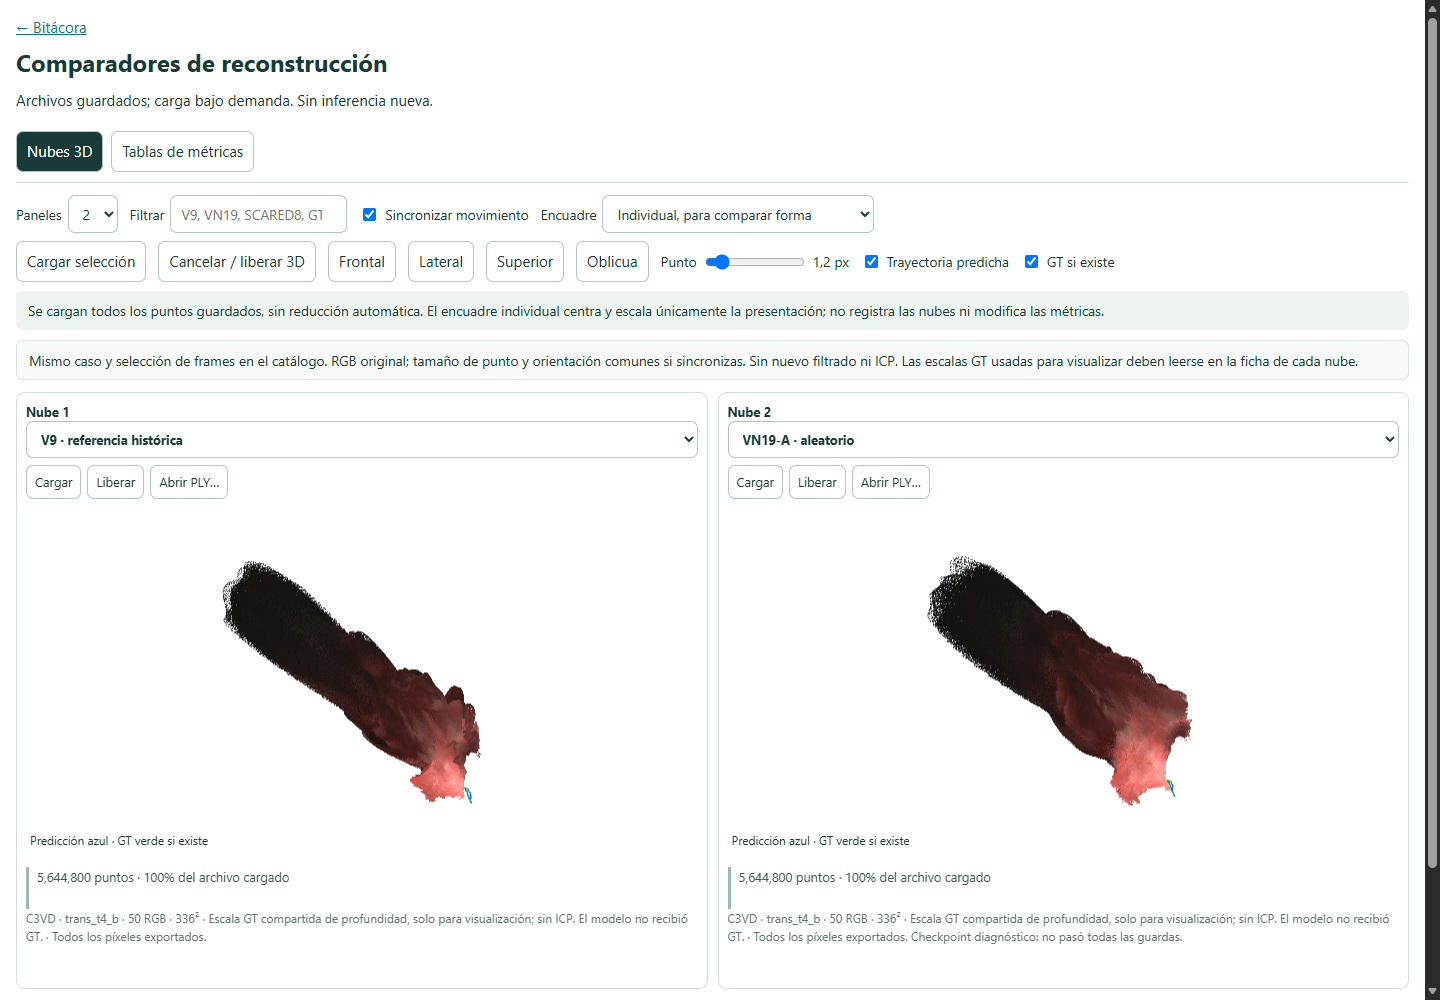 ← Bitácora
Comparadores de reconstrucción
Archivos guardados; carga bajo demanda. Sin inferencia nueva.
Nubes 3D Tablas de métricas
Paneles 2 Filtrar V9, VN19, SCARED8, GT Sincronizar movimiento Encuadre Individual, para comparar forma
Cargar selección Cancelar / liberar 3D Frontal Lateral Superior Oblicua Punto 1,2 px Trayectoria predicha GT si existe
Se cargan todos los puntos guardados, sin reducción automática. El encuadre individual centra y escala únicamente la presentación; no registra las nubes ni modifica las métricas.
Mismo caso y selección de frames en el catálogo. RGB original; tamaño de punto y orientación comunes si sincronizas. Sin nuevo filtrado ni ICP. Las escalas GT usadas para visualizar deben leerse en la ficha de cada nube.
Nube 1
V9 · referencia histórica
Cargar Liberar Abrir PLY...
Predicción azul · GT verde si existe
5,644,800 puntos · 100% del archivo cargado
C3VD · trans_t4_b · 50 RGB · 336² · Escala GT compartida de profundidad, solo para visualización; sin ICP. El modelo no recibió
GT. · Todos los píxeles exportados.
Nube 2
VN19-A · aleatorio
Cargar Liberar Abrir PLY...
Predicción azul · GT verde si existe
5,644,800 puntos · 100% del archivo cargado
C3VD · trans_t4_b · 50 RGB · 336² · Escala GT compartida de profundidad, solo para visualización; sin ICP. El modelo no recibió
GT. · Todos los píxeles exportados. Checkpoint diagnóstico: no pasó todas las guardas.